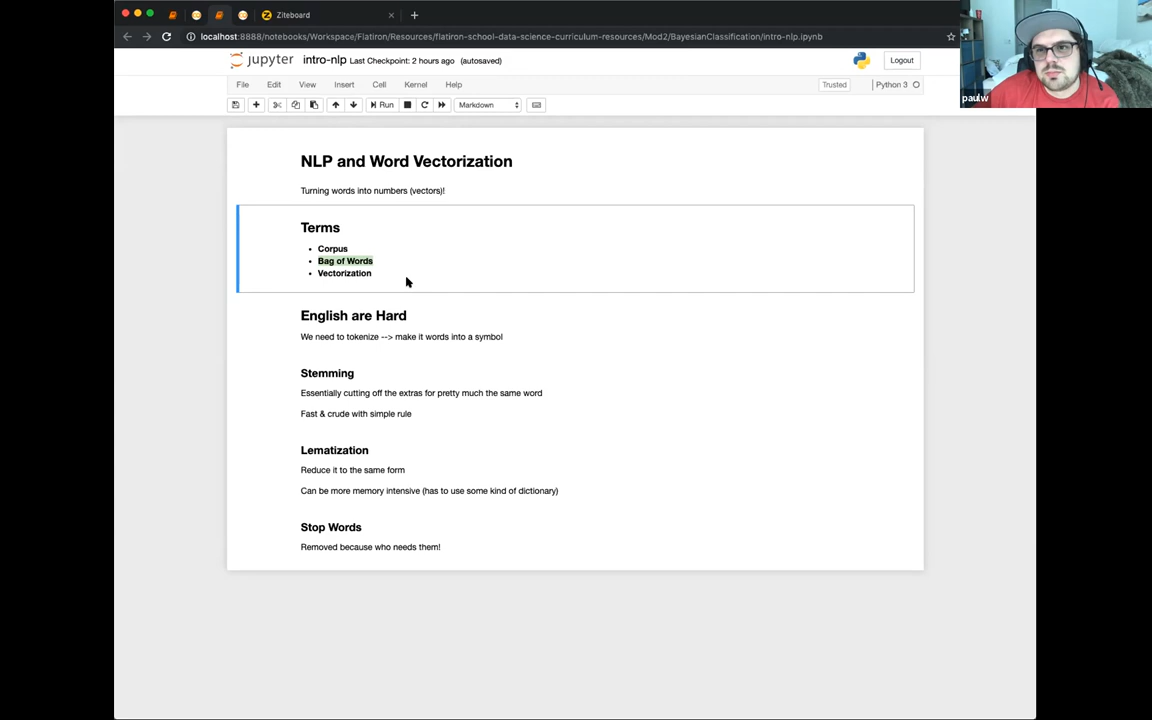 Ziteboard
localhost:8888/notebooks/Workspace/Flatiron/Resources/flatiron-school-data-science-curriculum-resources/Mod2/BayesianClassification/intro-nlp.ipynb
jupyter intro-nlp Last Checkpoint: 2 hours ago (autosaved)
Logout
File Edit View Insert Cell Kernel Help
Trusted Python 3
Run Markdown
paulw
NLP and Word Vectorization
Turning words into numbers (vectors)!
Terms
Corpus
Bag of Words
Vectorization
English are Hard
We need to tokenize --> make it words into a symbol
Stemming
Essentially cutting off the extras for pretty much the same word
Fast & crude with simple rule
Lematization
Reduce it to the same form
Can be more memory intensive (has to use some kind of dictionary)
Stop Words
Removed because who needs them!